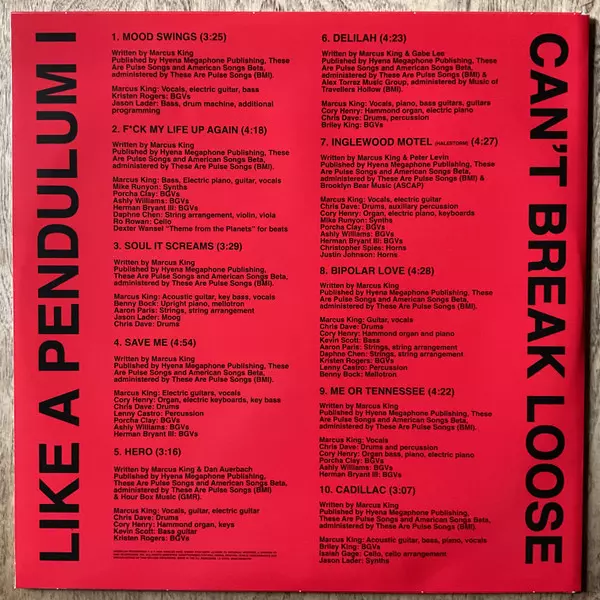 LIKE A PENDULUM I
1. MOOD SWINGS (3:25)
Written by Marcus King
Published by Hyena Megaphone Publishing, These
Are Pulse Songs and American Songs Beta,
administered by These Are Pulse Songs (BMI).
Marcus King: Vocals, electric guitar, bass
Kristen Rogers: BGVs
Jason Lader: Bass, drum machine, additional
programming
2. F*CK MY LIFE UP AGAIN (4:18)
Written by Marcus King
Published by Hyena Megaphone Publishing, These
Are Pulse Songs and American Songs Beta,
administered by These Are Pulse Songs (BMI).
Marcus King: Bass, Electric piano, guitar, vocals
Mike Runyon: Synths
Porcha Clay: BGVs
Ashly Williams: BGVs
Herman Bryant III: BGVs
Daphne Chen: String arrangement, violin, viola
Ro Rowan: Cello
Dexter Wansel "Theme from the Planets" for beats
3. SOUL IT SCREAMS (3:29)
Written by Marcus King
Published by Hyena Megaphone Publishing, These
Are Pulse Songs and American Songs Beta,
administered by These Are Pulse Songs (BMI).
Marcus King: Acoustic guitar, key bass, vocals
Benny Bock: Upright piano, mellotron
Aaron Paris: Strings, string arrangement
Jason Lader: Moog
Chris Dave: Drums
4. SAVE ME (4:54)
Written by Marcus King
Published by Hyena Megaphone Publishing, These
Are Pulse Songs and American Songs Beta,
administered by These Are Pulse Songs (BMI).
Marcus King: Electric guitars, vocals
Cory Henry: Organ, electric keyboards, key bass
Chris Dave: Drums
Lenny Castro: Percussion
Porcha Clay: BGVs
Ashly Williams: BGVs
Herman Bryant III: BGVs
5. HERO (3:16)
Written by Marcus King & Dan Auerbach
Published by Hyena Megaphone Publishing,
These Are Pulse Songs and American Songs Beta,
administered by These Are Pulse Songs (BMI)
& Hour Box Music (GMR).
Marcus King: Vocals, guitar, electric guitar
Chris Dave: Drums
Cory Henry: Hammond organ, keys
Kevin Scott: Bass guitar
Kristen Rogers: BGVs
6. DELILAH (4:23)
Written by Marcus King & Gabe Lee
Published by Hyena Megaphone Publishing, These
Are Pulse Songs and American Songs Beta,
administered by These Are Pulse Songs (BMI) &
Alex Torrez Music Group, administered by Music of
Travellers Hollow (BMI).
Marcus King: Vocals, piano, bass guitars, guitars
Cory Henry: Hammond organ, electric piano
Chris Dave: Drums, percussion
Briley King: BGVs
7. INGLEWOOD MOTEL (HALESTORM) (4:27)
Written by Marcus King & Peter Levin
Published by Hyena Megaphone Publishing, These
Are Pulse Songs and American Songs Beta,
administered by These Are Pulse Songs (BMI) &
Brooklyn Bear Music (ASCAP)
Marcus King: Vocals, electric guitar
Chris Dave: Drums, auxillary percussion
Cory Henry: Organ, electric piano, keyboards
Mike Runyon: Synths
Porcha Clay: BGVs
Ashly Williams: BGVs
Herman Bryant III: BGVs
Christopher Spies: Horns
Justin Johnson: Horns
8. BIPOLAR LOVE (4:28)
Written by Marcus King
Published by Hyena Megaphone Publishing, These
Are Pulse Songs and American Songs Beta,
administered by These Are Pulse Songs (BMI).
Marcus King: Guitar, vocals
Chris Dave: Drums
Cory Henry: Hammond organ and piano
Kevin Scott: Bass
Aaron Paris: Strings, string arrangement
Daphne Chen: Strings, string arrangement
Kristen Rogers: BGVs
Lenny Castro: Percussion
Benny Bock: Mellotron
9. ME OR TENNESSEE (4:22)
Written by Marcus King
Published by Hyena Megaphone Publishing, These
Are Pulse Songs and American Songs Beta,
administered by These Are Pulse Songs (BMI).
Marcus King: Vocals
Chris Dave: Drums and percussion
Cory Henry: Organ bass, piano, electric piano
Porcha Clay: BGVs
Ashly Williams: BGVs
Herman Bryant III: BGVs
10. CADILLAC (3:07)
Written by Marcus King
Published by Hyena Megaphone Publishing, These
Are Pulse Songs and American Songs Beta,
administered by These Are Pulse Songs (BMI).
Marcus King: Acoustic guitar, bass, piano, vocals
Briley King: BGVs
Isaiah Gage: Cello, cello arrangement
Jason Lader: Synths
CAN'T BREAK LOOSE